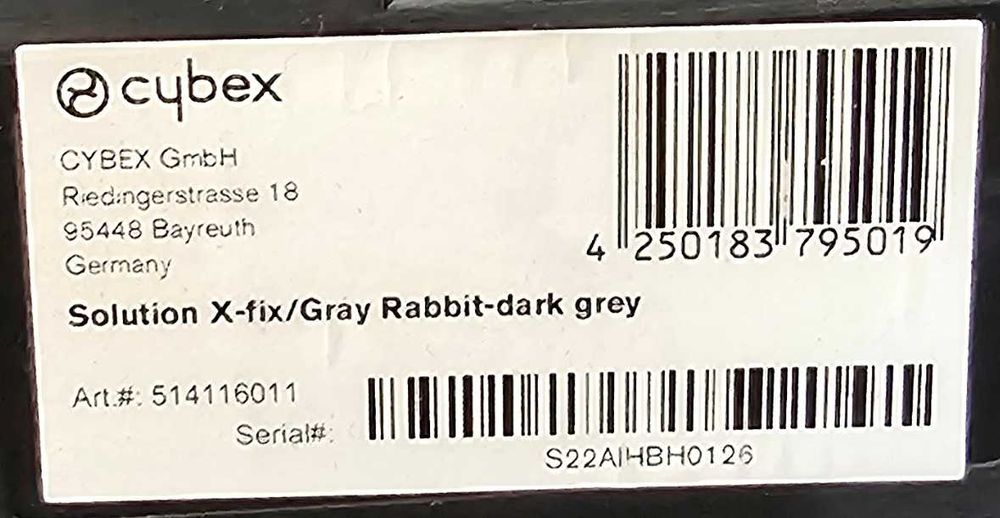 cybex
CYBEX GmbH
Riedingerstrasse 18
95448 Bayreuth
Germany
4 250183 795019
Solution X-fix/Gray Rabbit-dark grey
Art.#: 514116011
Serial#:
S22AIHBH0126